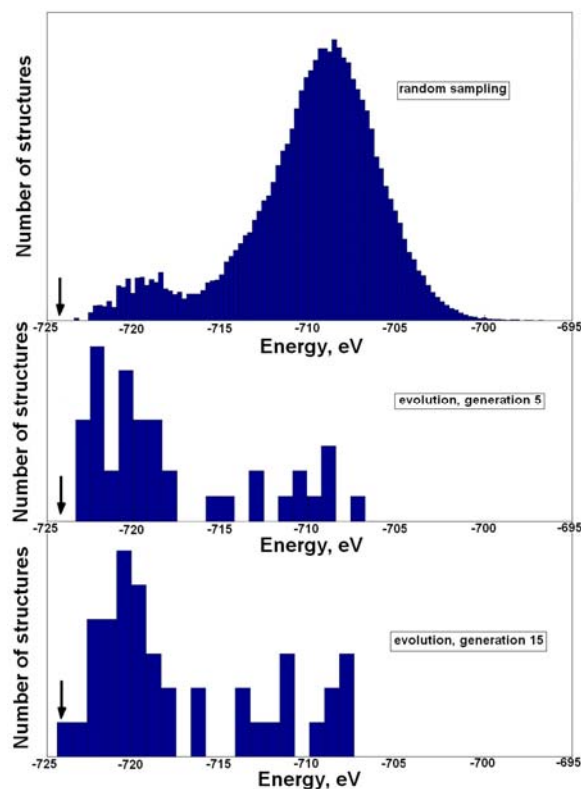 Number of structures
random sampling
-725 -720 -715 -710 -705 -700 -695
Energy, eV
Number of structures
evolution, generation 5
-725 -720 -715 -710 -705 -700 -695
Energy, eV
Number of structures
evolution, generation 15
-725 -720 -715 -710 -705 -700 -695
Energy, eV